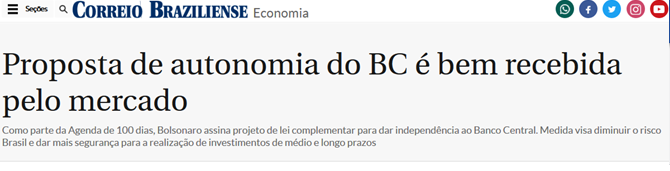 Seções CORREIO BRAZILIENSE Economia
Proposta de autonomia do BC é bem recebida
pelo mercado
Como parte da Agenda de 100 dias, Bolsonaro assina projeto de lei complementar para dar independência ao Banco Central. Medida visa diminuir o risco
Brasil e dar mais segurança para a realização de investimentos de médio e longo prazos